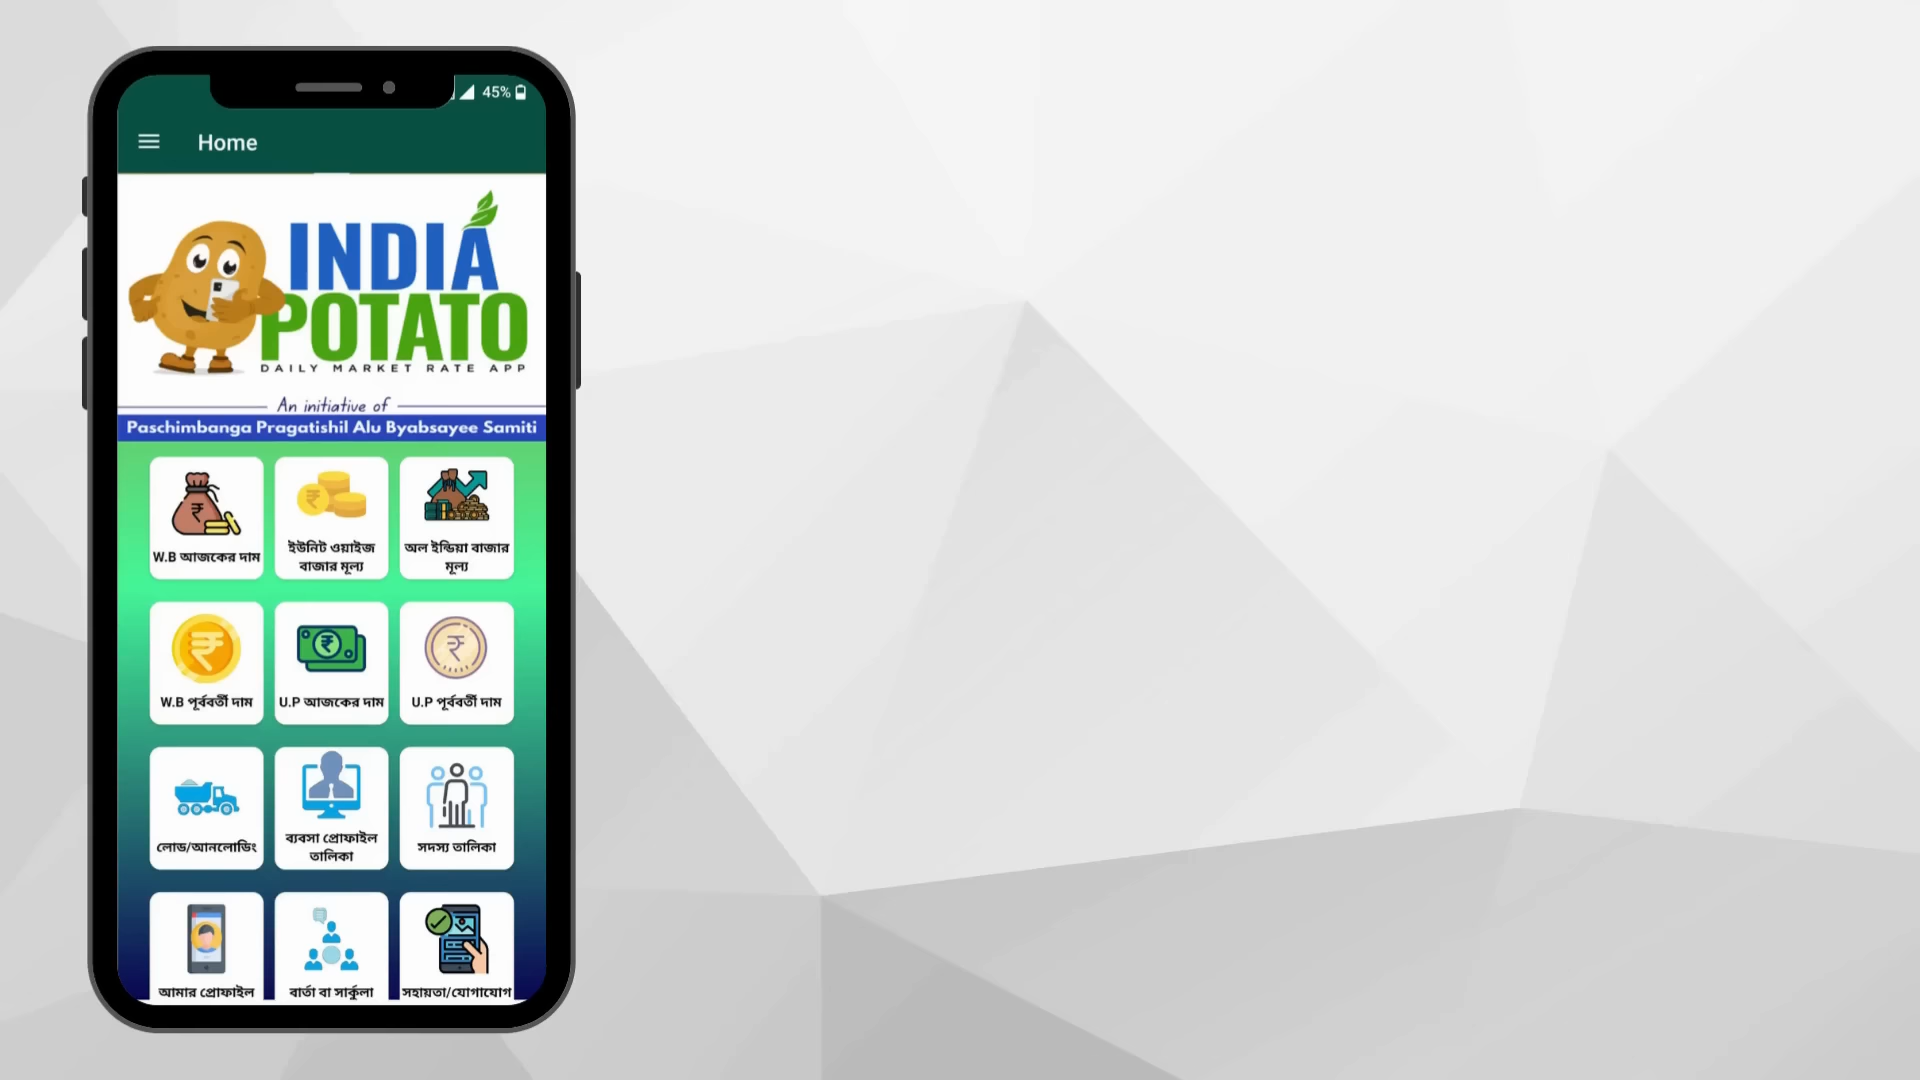 45%
Home
INDIA
POTATO
DAILY MARKET RATE APP
An initiative of
Paschimbanga Pragatishil Alu Byabsayee Samiti
W.B আজকের দাম
ইউনিট ওয়াইজ
বাজার মূল্য
অল ইন্ডিয়া বাজার
মূল্য
W.B পূর্ববর্তী দাম
U.P আজকের দাম
U.P পূর্ববর্তী দাম
লোড/আনলোডিং
ব্যবসা প্রোফাইল
তালিকা
সদস্য তালিকা
আমার প্রোফাইল
বার্তা বা সার্কুলা
সহায়তা/যোগাযোগ